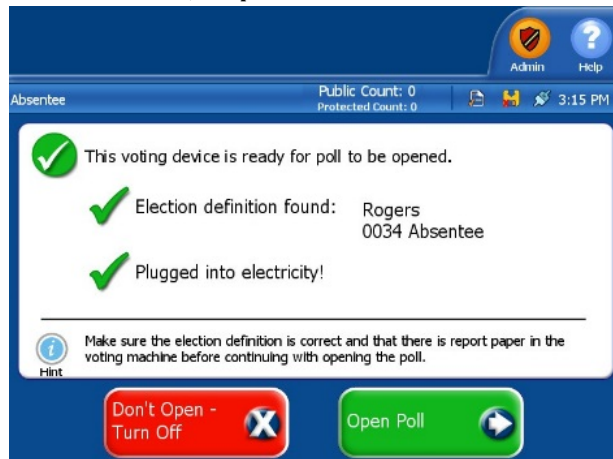 Admin Help
Absentee Public Count: 0 3:15 PM
Protected Count: 0
This voting device is ready for poll to be opened.
Election definition found: Rogers
0034 Absentee
Plugged into electricity!
Make sure the election definition is correct and that there is report paper in the
voting machine before continuing with opening the poll.
Hint
Don't Open -
Turn Off
Open Poll